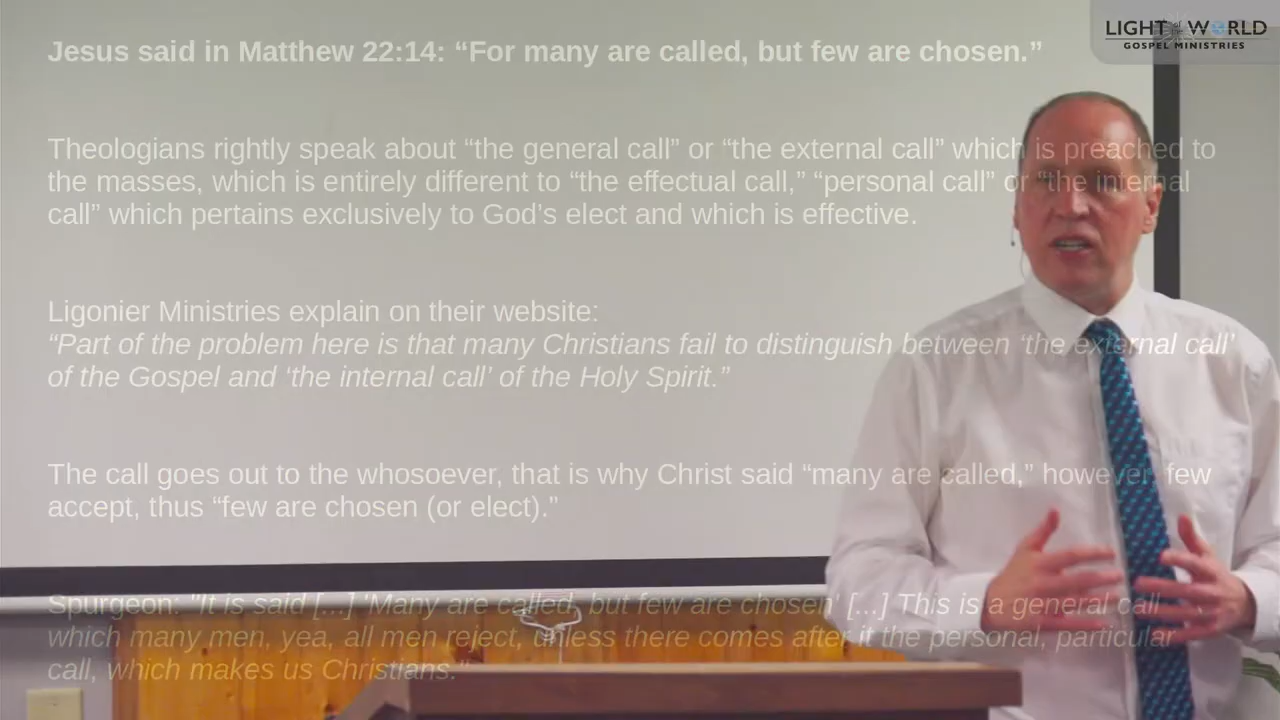 LIGHT of WORLD
GOSPEL MINISTRIES
Jesus said in Matthew 22:14: “For many are called, but few are chosen.”
Theologians rightly speak about “the general call” or “the external call” which is preached to
the masses, which is entirely different to “the effectual call,” “personal call” or “the internal
call” which pertains exclusively to God’s elect and which is effective.
Ligonier Ministries explain on their website:
“Part of the problem here is that many Christians fail to distinguish between ‘the external call’
of the Gospel and ‘the internal call’ of the Holy Spirit.”
The call goes out to the whosoever, that is why Christ said “many are called,” however, few
accept, thus “few are chosen (or elect).”
Spurgeon: "It is said [...] 'Many are called, but few are chosen' [...] This is a general call
which many men, yea, all men reject, unless there comes after it the personal, particular
call, which makes us Christians."